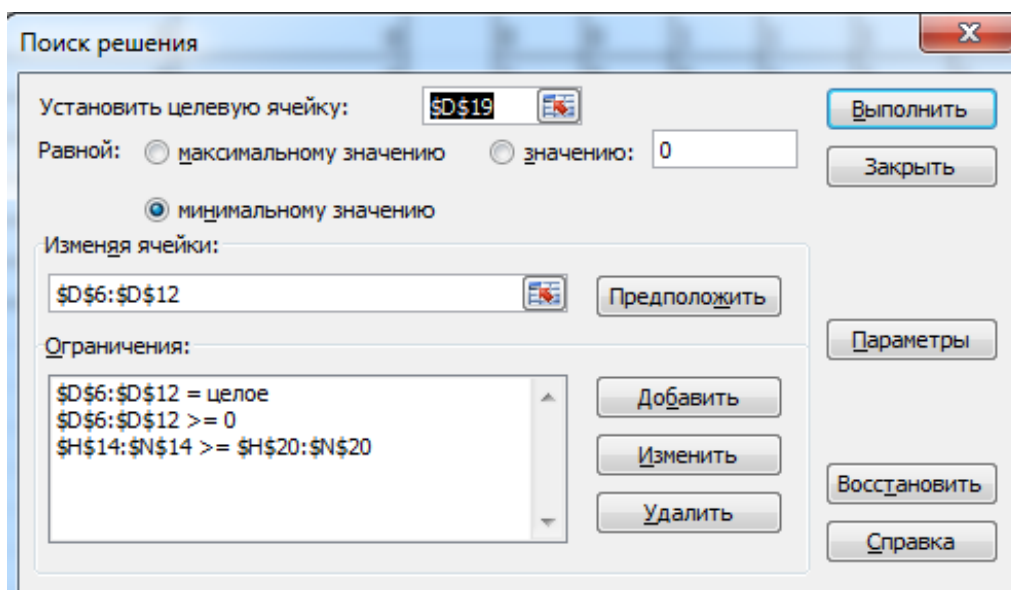 Поиск решения
Установить целевую ячейку: $D$19
Выполнить
Равной: максимальному значению значению: 0
Закрыть
минимальному значению
Изменяя ячейки:
$D$6:$D$12
Предположить
Параметры
Ограничения:
$D$6:$D$12 = целое
$D$6:$D$12 >= 0
$H$14:$N$14 >= $H$20:$N$20
Добавить
Изменить
Удалить
Восстановить
Справка